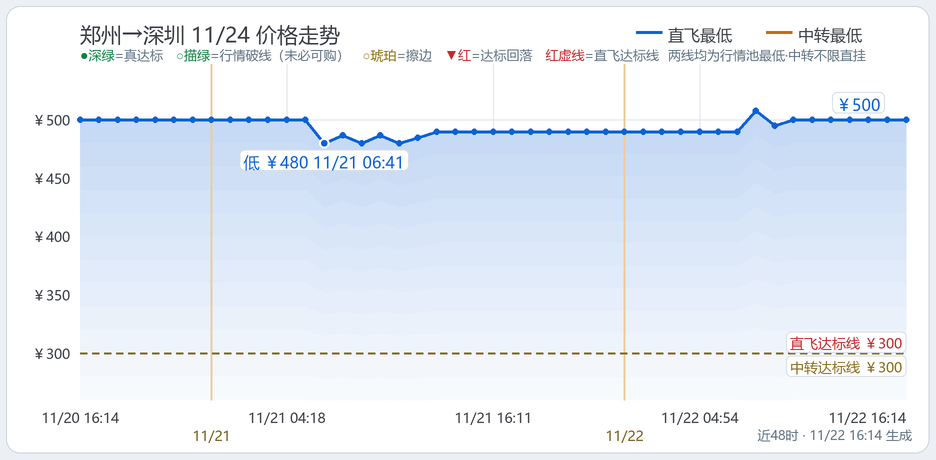 郑州→深圳 11/24 价格走势
直飞最低 中转最低
●深绿=真达标 ○描绿=行情破线（未必可购） ○琥珀=擦边 ▼红=达标回落 红虚线=直飞达标线 两线均为行情池最低·中转不限直挂
¥500
¥500
低 ¥480 11/21 06:41
¥450
¥400
¥350
直飞达标线 ¥300
¥300
中转达标线 ¥300
11/20 16:14 11/21 04:18 11/21 16:11 11/22 04:54 11/22 16:14
11/21 11/22 近48时 · 11/22 16:14 生成